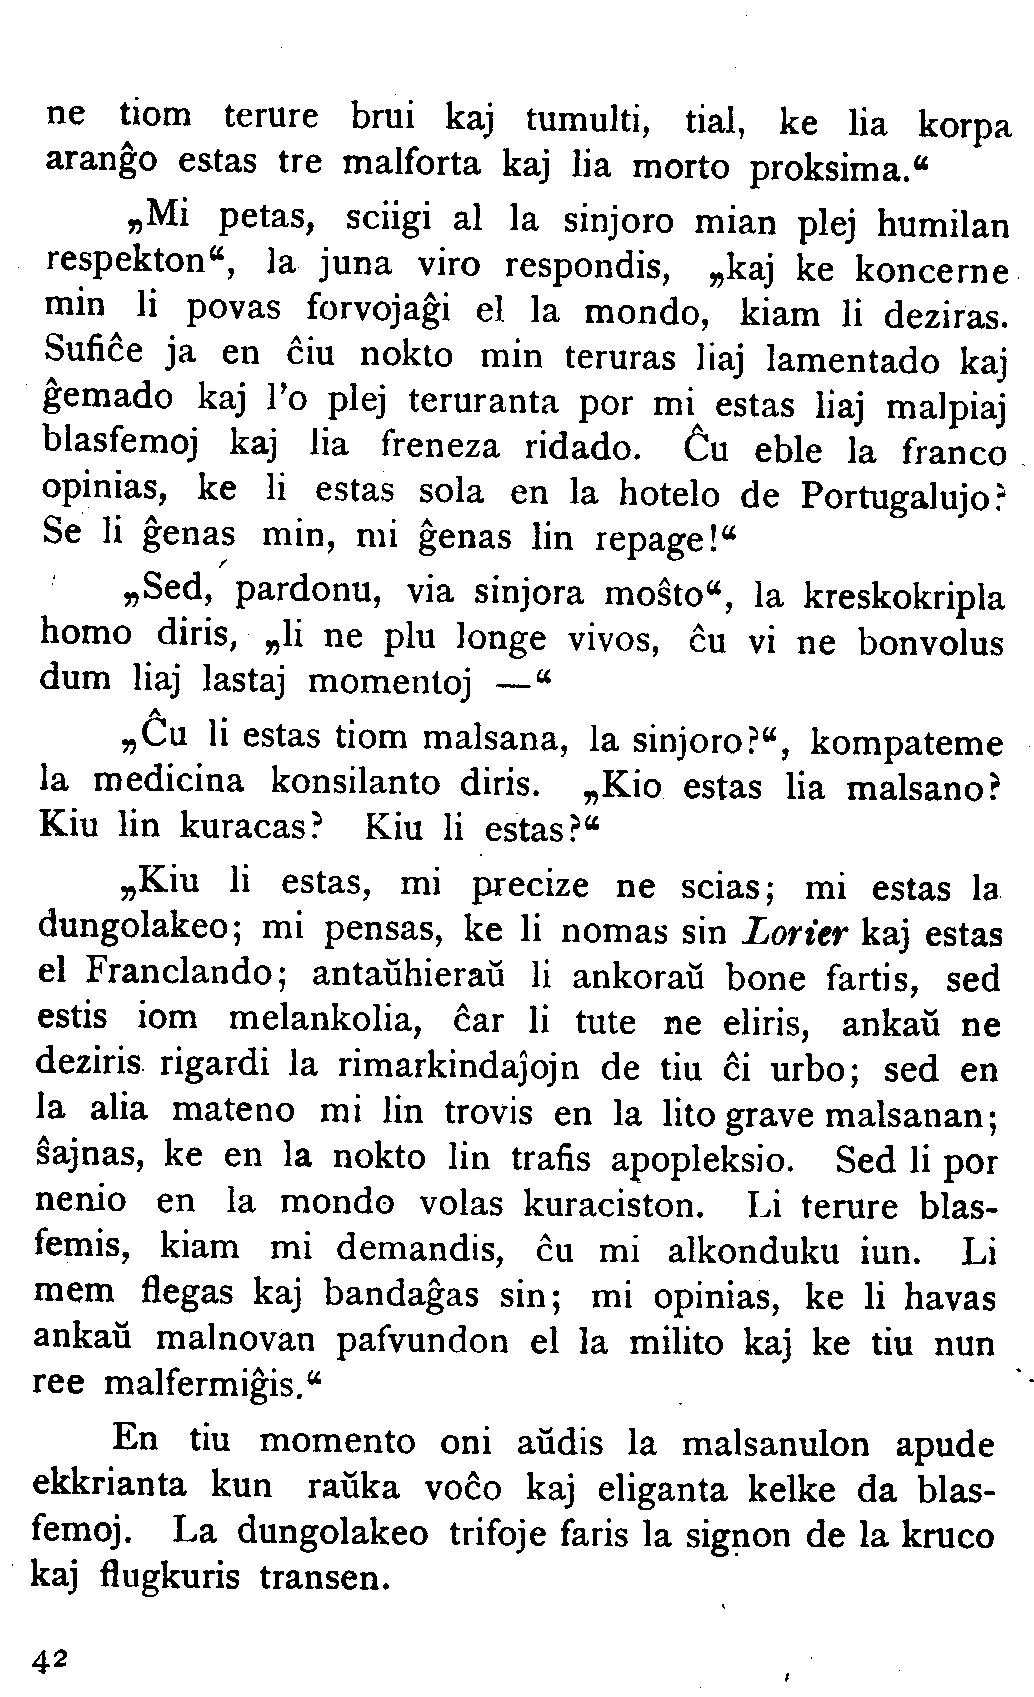 ne tiom terure brui kaj tumulti, tial, ke lia korpa
aranĝo estas tre malforta kaj lia morto proksima.“
„Mi petas, sciigi al la sinjoro mian plej humilan
respekton“, la juna viro respondis, „kaj ke koncerne
min li povas forvojaĝi el la mondo, kiam li deziras.
Sufiĉe ja en ĉiu nokto min teruras liaj lamentado kaj
ĝemado kaj l'o plej teruranta por mi estas liaj malpiaj
blasfemoj kaj lia freneza ridado. Ĉu eble la franco
opinias, ke li estas sola en la hotelo de Portugalujo?
Se li ĝenas min, mi ĝenas lin repage!“
„Sed, pardonu, via sinjora moŝto“, la kreskokripla
homo diris, „li ne plu longe vivos, ĉu vi ne bonvolus
dum liaj lastaj momentoj —“
„Ĉu li estas tiom malsana, la sinjoro?“, kompateme
la medicina konsilanto diris. „Kio estas lia malsano?
Kiu lin kuracas? Kiu li estas?“
„Kiu li estas, mi precize ne scias; mi estas la
dungolakeo; mi pensas, ke li nomas sin Lorier kaj estas
el Franclando; antaŭhieraŭ li ankoraŭ bone fartis, sed
estis iom melankolia, ĉar li tute ne eliris, ankaŭ ne
deziris rigardi la rimarkindaĵojn de tiu ĉi urbo; sed en
la alia mateno mi lin trovis en la lito grave malsanan;
ŝajnas, ke en la nokto lin trafis apopleksio. Sed li por
nenio en la mondo volas kuraciston. Li terure blas-
femis, kiam mi demandis, ĉu mi alkonduku iun. Li
mem flegas kaj bandaĝas sin; mi opinias, ke li havas
ankaŭ malnovan pafvundon el la milito kaj ke tiu nun
ree malfermiĝis.“
En tiu momento oni aŭdis la malsanulon apude
ekkrianta kun raŭka voĉo kaj eliganta kelke da blas-
femoj. La dungolakeo trifoje faris la signon de la kruco
kaj flugkuris transen.
42